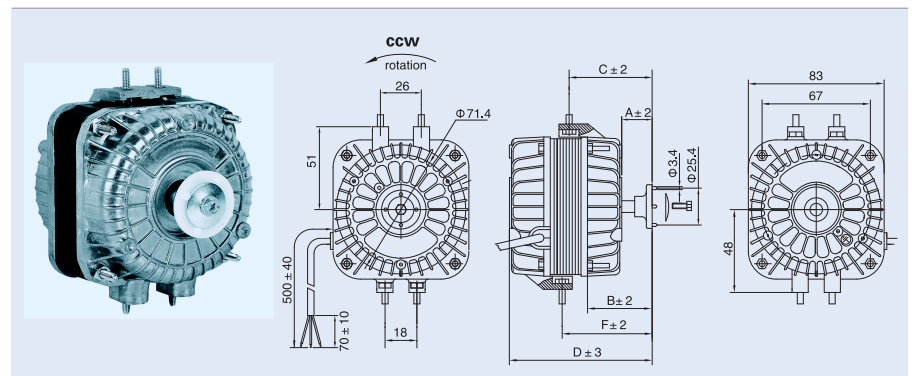 ccw
rotation
26
Φ71.4
51
500±40
70±10
18
C±2
A±2
Φ3.4
Φ25.4
B±2
F±2
D±3
83
67
48